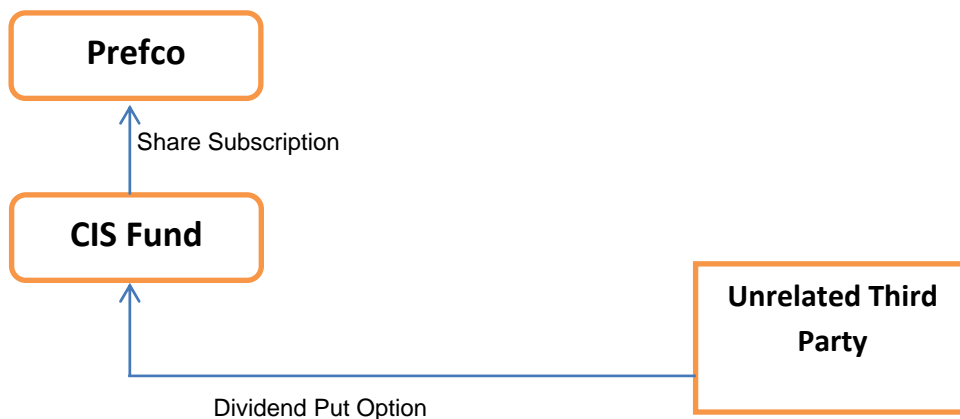 Prefco
Share Subscription
CIS Fund
Unrelated Third
Party
Dividend Put Option